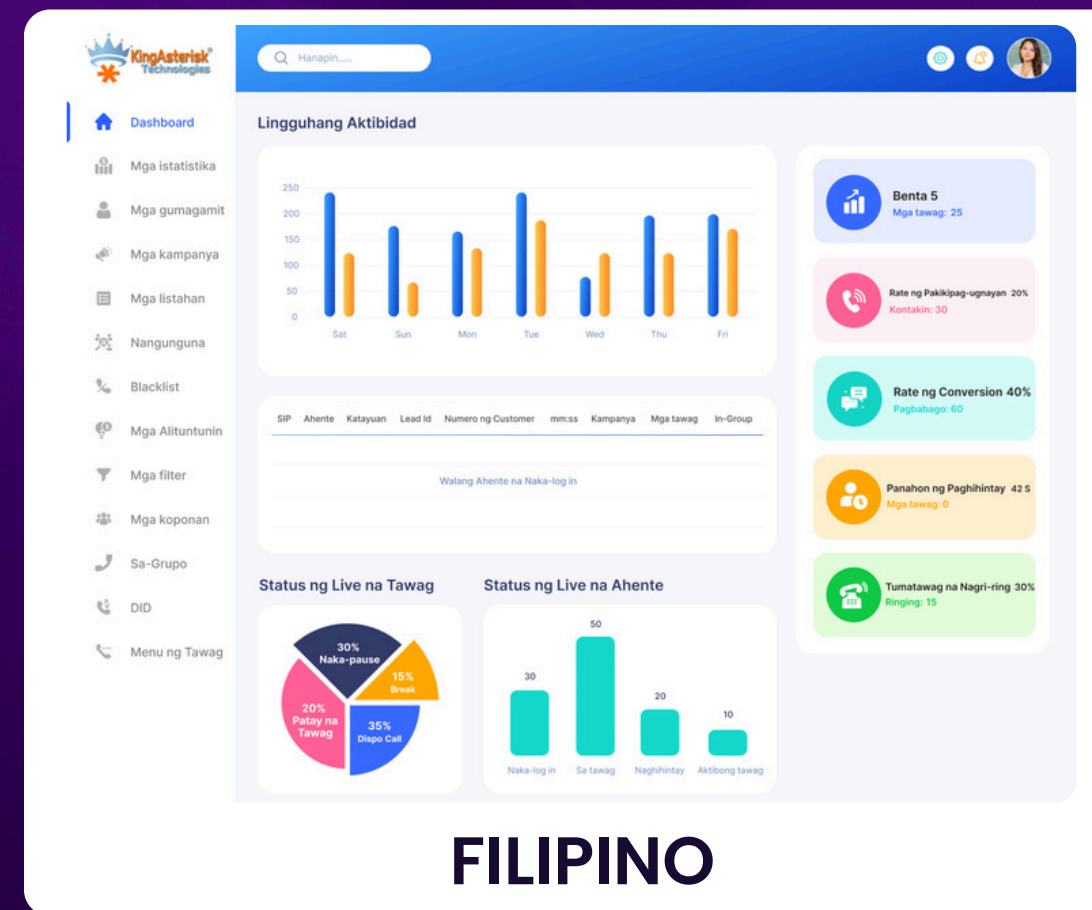 KingAsterisk®
Technologies
Hanapin.....
Dashboard
Mga istatistika
Mga gumagamit
Mga kampanya
Mga listahan
Nangunguna
Blacklist
Mga Alituntunin
Mga filter
Mga koponan
Sa-Grupo
DID
Menu ng Tawag
Lingguhang Aktibidad
250
200
150
100
50
0
Sat Sun Mon Tue Wed Thu Fri
SIP Ahente Katayuan Lead Id Numero ng Customer mm:ss Kampanya Mga tawag In-Group
Walang Ahente na Naka-log in
Status ng Live na Tawag
30%
Naka-pause
15%
Break
20%
Patay na
Tawag
35%
Dispo Call
Status ng Live na Ahente
30
50
20
10
Naka-log in Sa tawag Naghihintay Aktibong tawag
Benta 5
Mga tawag: 25
Rate ng Pakikipag-ugnayan 20%
Kontakin: 30
Rate ng Conversion 40%
Pagbabago: 60
Panahon ng Paghihintay 42 S
Mga tawag: 0
Tumatawag na Nagri-ring 30%
Ringing: 15
FILIPINO